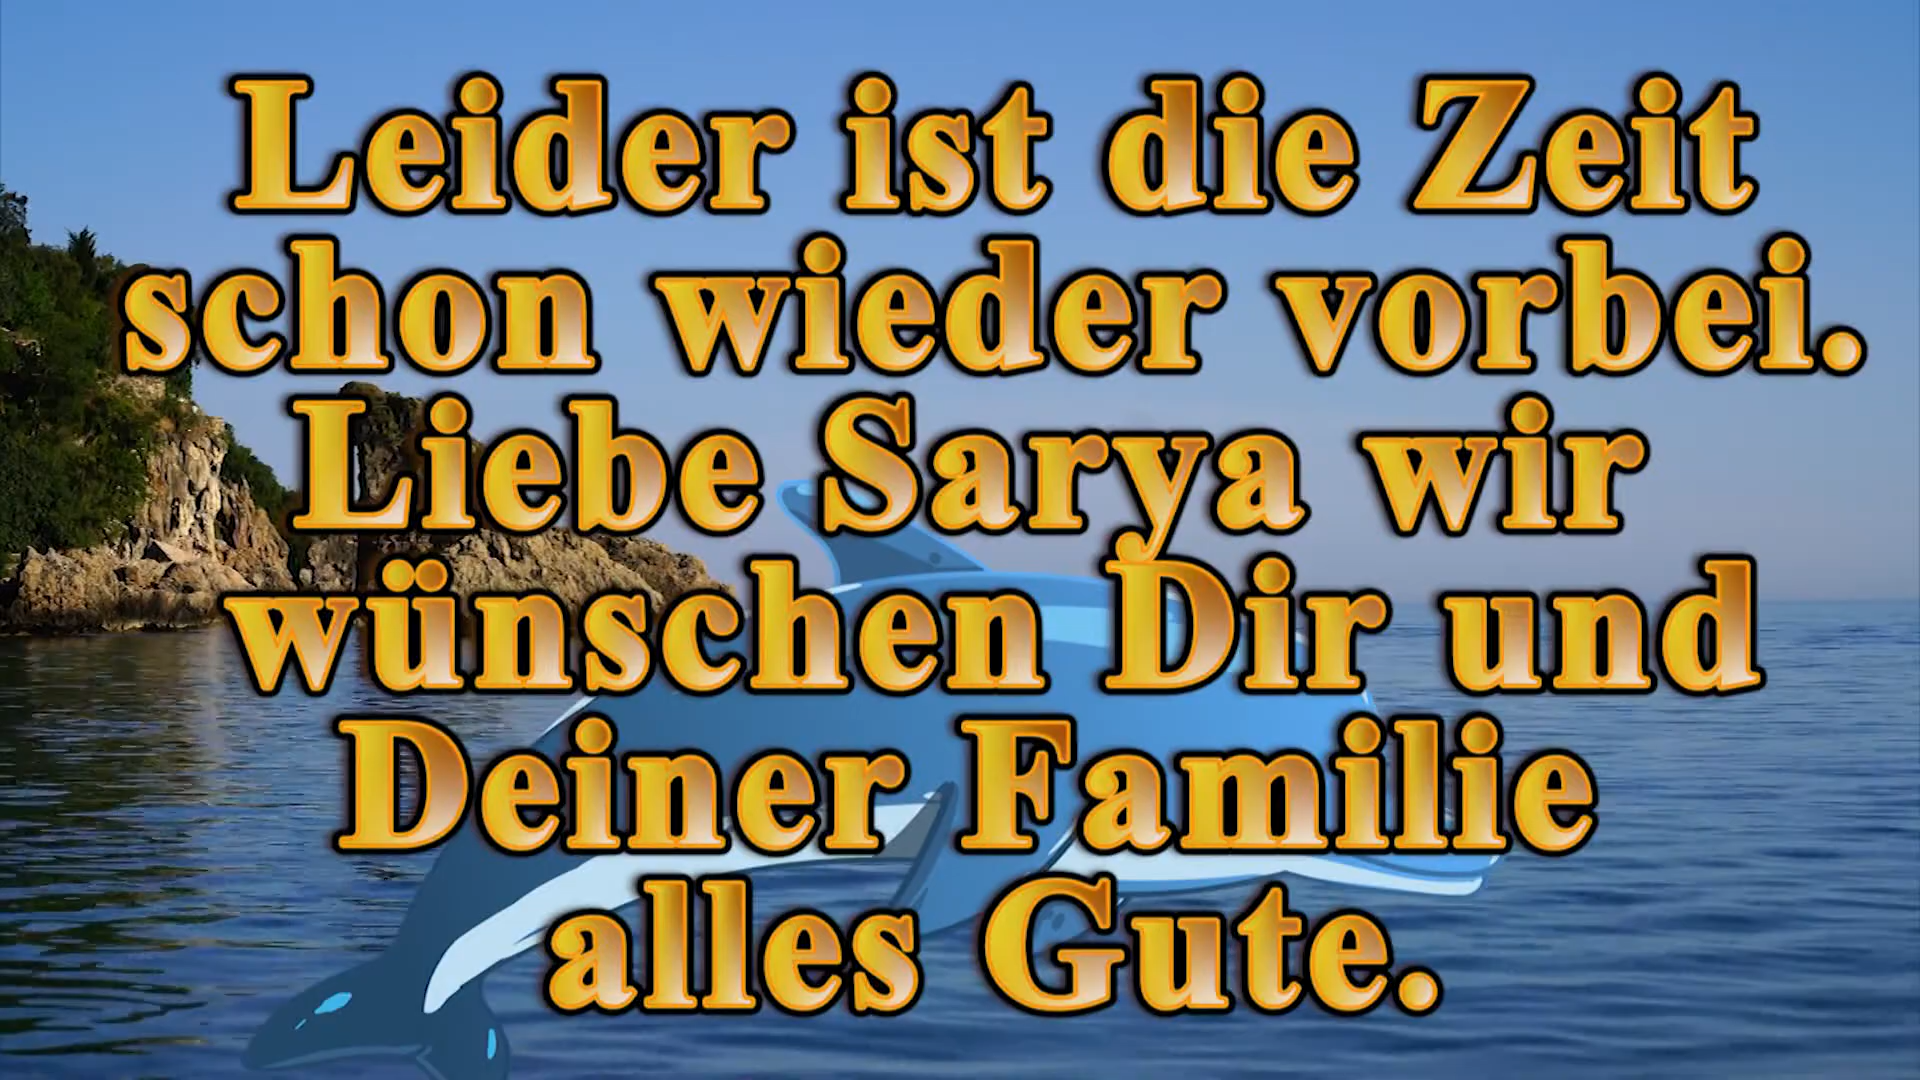 Leider ist die Zeit
schon wieder vorbei.
Liebe Sarya wir
wünschen Dir und
Deiner Familie
alles Gute.